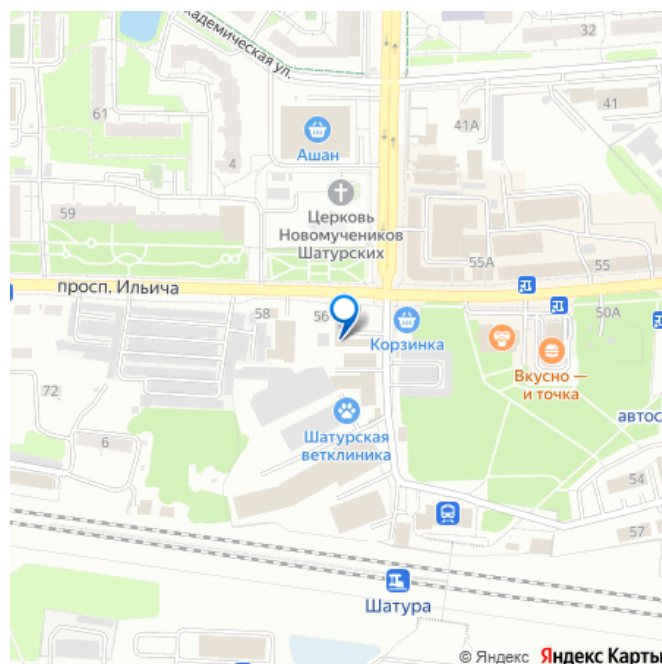 кадемическая ул.
32
61
41
41А
Ашан
4
Церковь
Новомучеников
Шатурских
59
55А
55
просп. Ильича
58
56
50А
Корзинка
Вкусно —
и точка
72
автос
6
Шатурская
ветклиника
54
57
Шатура
© Яндекс Яндекс Карты